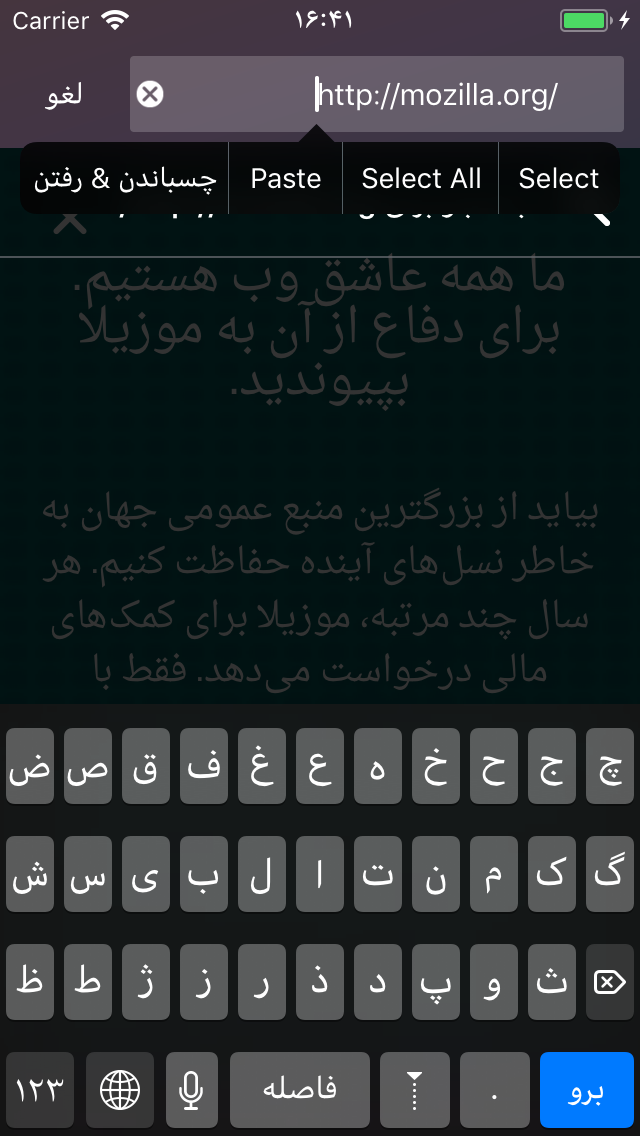 Carrier ۱۶:۴۱
لغو http://mozilla.org/
چسباندن & رفتن Paste Select All Select
ما همه عاشق وب هستیم.
برای دفاع از آن به موزیلا
بپیوندید.
بیاید از بزرگترین منبع عمومی جهان به
خاطر نسل‌های آینده حفاظت کنیم. هر
سال چند مرتبه، موزیلا برای کمک‌های
مالی درخواست می‌دهد. فقط با
ض ص ق ف غ ع ه خ ح ج چ
ش س ی ب ل ا ت ن م ک گ
ظ ط ژ ز ر ذ د پ و ث
۱۲۳ فاصله . برو